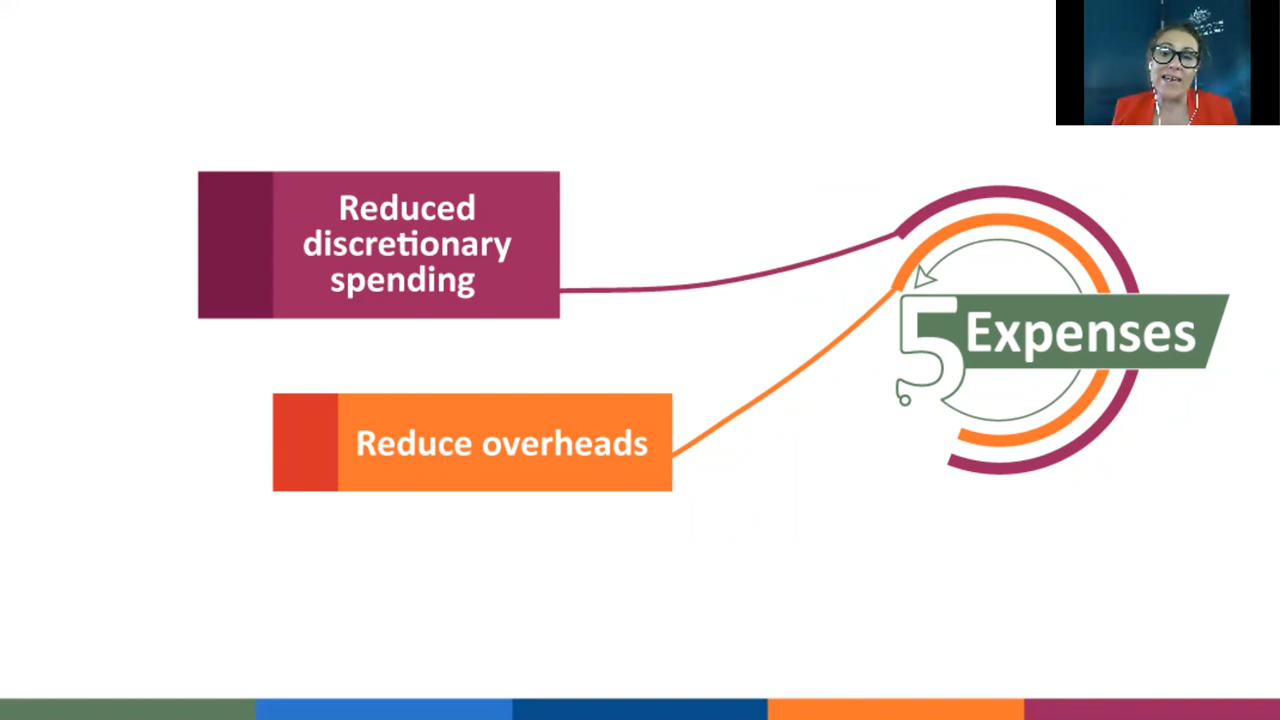 Reduced
discretionary
spending
5 Expenses
Reduce overheads